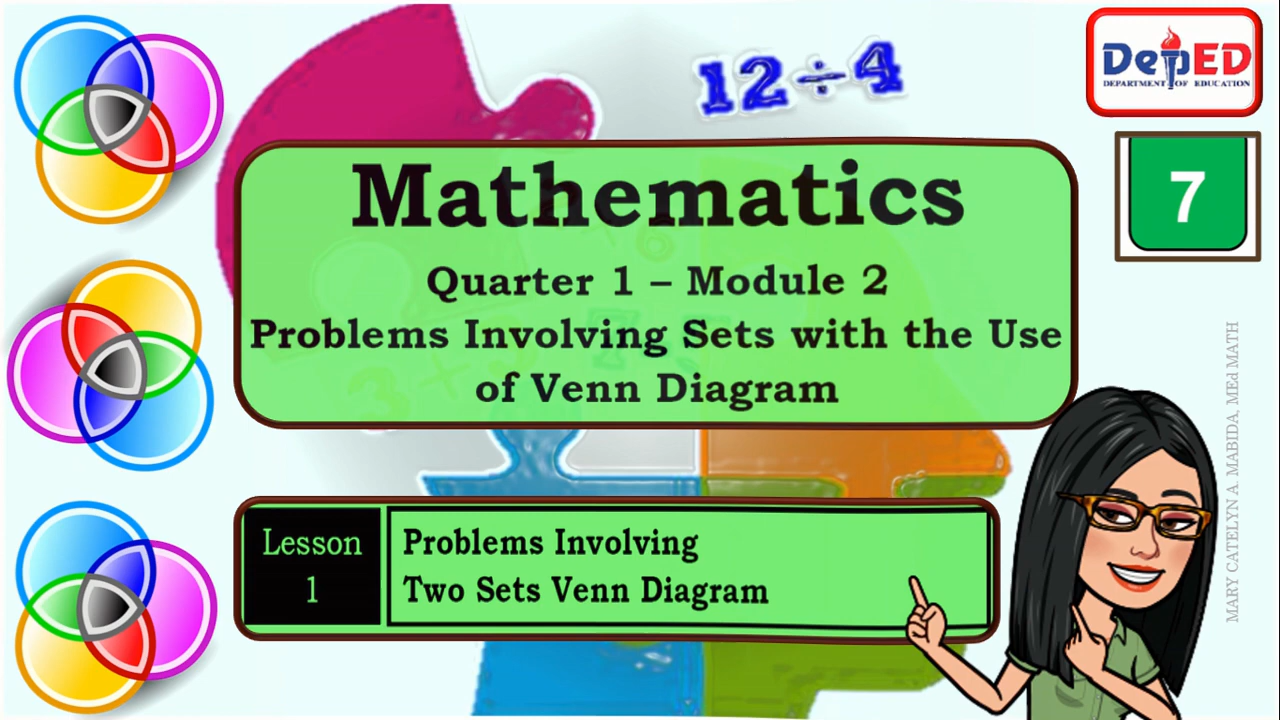 12÷4
DepED
DEPARTMENT OF EDUCATION
Mathematics
7
Quarter 1 – Module 2
Problems Involving Sets with the Use
of Venn Diagram
Lesson
1
Problems Involving
Two Sets Venn Diagram
MARY CATELYN A. MABIDA, MEd MATH